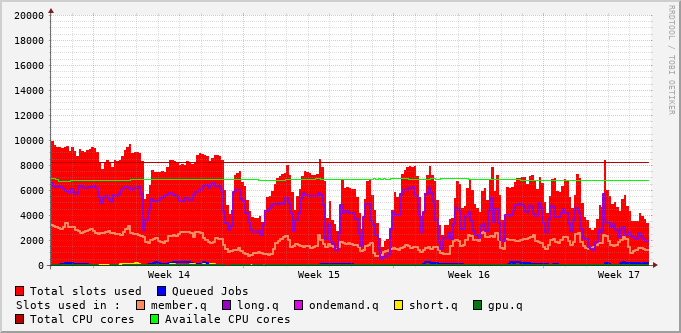 20000
18000
16000
14000
12000
10000
8000
6000
4000
2000
0
Week 14 Week 15 Week 16 Week 17
Total slots used Queued Jobs
Slots used in : member.q long.q ondemand.q short.q gpu.q
Total CPU cores Availale CPU cores
RRDTOOL / TOBI OETIKER